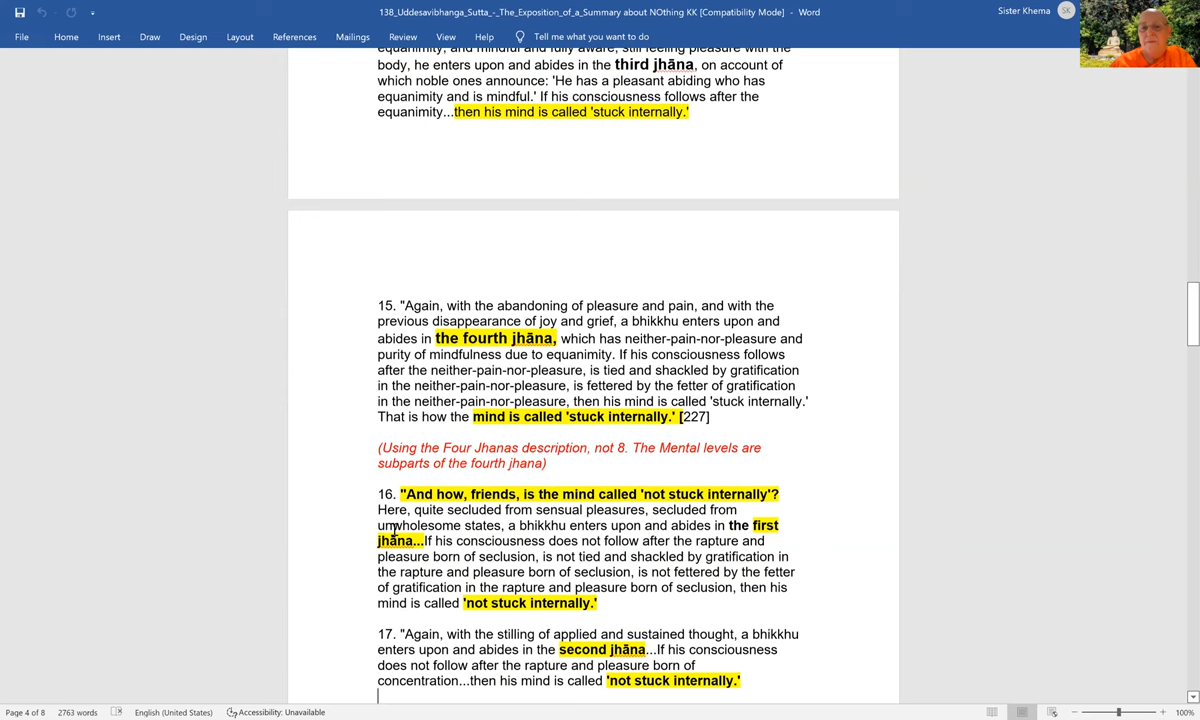 138_Uddesavibhanga_Sutta_-_The_Exposition_of_a_Summary_about_NOthing KK [Compatibility Mode] - Word
Sister Khema
SK
File Home Insert Draw Design Layout References Mailings Review View Help Tell me what you want to do
equanimity, and mindful and fully aware, still feeling pleasure with the
body, he enters upon and abides in the third jhāna, on account of
which noble ones announce: 'He has a pleasant abiding who has
equanimity and is mindful.' If his consciousness follows after the
equanimity...then his mind is called 'stuck internally.'
15. "Again, with the abandoning of pleasure and pain, and with the
previous disappearance of joy and grief, a bhikkhu enters upon and
abides in the fourth jhāna, which has neither-pain-nor-pleasure and
purity of mindfulness due to equanimity. If his consciousness follows
after the neither-pain-nor-pleasure, is tied and shackled by gratification
in the neither-pain-nor-pleasure, is fettered by the fetter of gratification
in the neither-pain-nor-pleasure, then his mind is called 'stuck internally.'
That is how the mind is called 'stuck internally.' [227]
(Using the Four Jhanas description, not 8. The Mental levels are
subparts of the fourth jhana)
16. "And how, friends, is the mind called 'not stuck internally'?
Here, quite secluded from sensual pleasures, secluded from
unwholesome states, a bhikkhu enters upon and abides in the first
jhāna...If his consciousness does not follow after the rapture and
pleasure born of seclusion, is not tied and shackled by gratification in
the rapture and pleasure born of seclusion, is not fettered by the fetter
of gratification in the rapture and pleasure born of seclusion, then his
mind is called 'not stuck internally.'
17. "Again, with the stilling of applied and sustained thought, a bhikkhu
enters upon and abides in the second jhāna...If his consciousness
does not follow after the rapture and pleasure born of
concentration...then his mind is called 'not stuck internally.'
Page 4 of 8 2763 words English (United States) Accessibility: Unavailable 100%